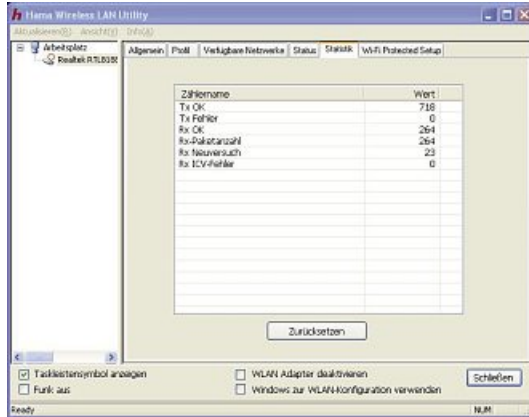 Hama Wireless LAN Utility
Aktualisieren(R) Ansicht(Y) Info(A)
Arbeitsplatz
Realtek RTL8188
Allgemein Profil Verfügbare Netzwerke Status Statistik Wi-Fi Protected Setup
Zählername Wert
Tx OK 718
Tx Fehler 0
Rx OK 264
Rx-Paketanzahl 264
Rx Neuversuch 23
Rx ICV-Fehler 0
Zurücksetzen
Taskleistensymbol anzeigen
WLAN Adapter deaktivieren
Schließen
Funk aus
Windows zur WLAN-Konfiguration verwenden
Ready NUM